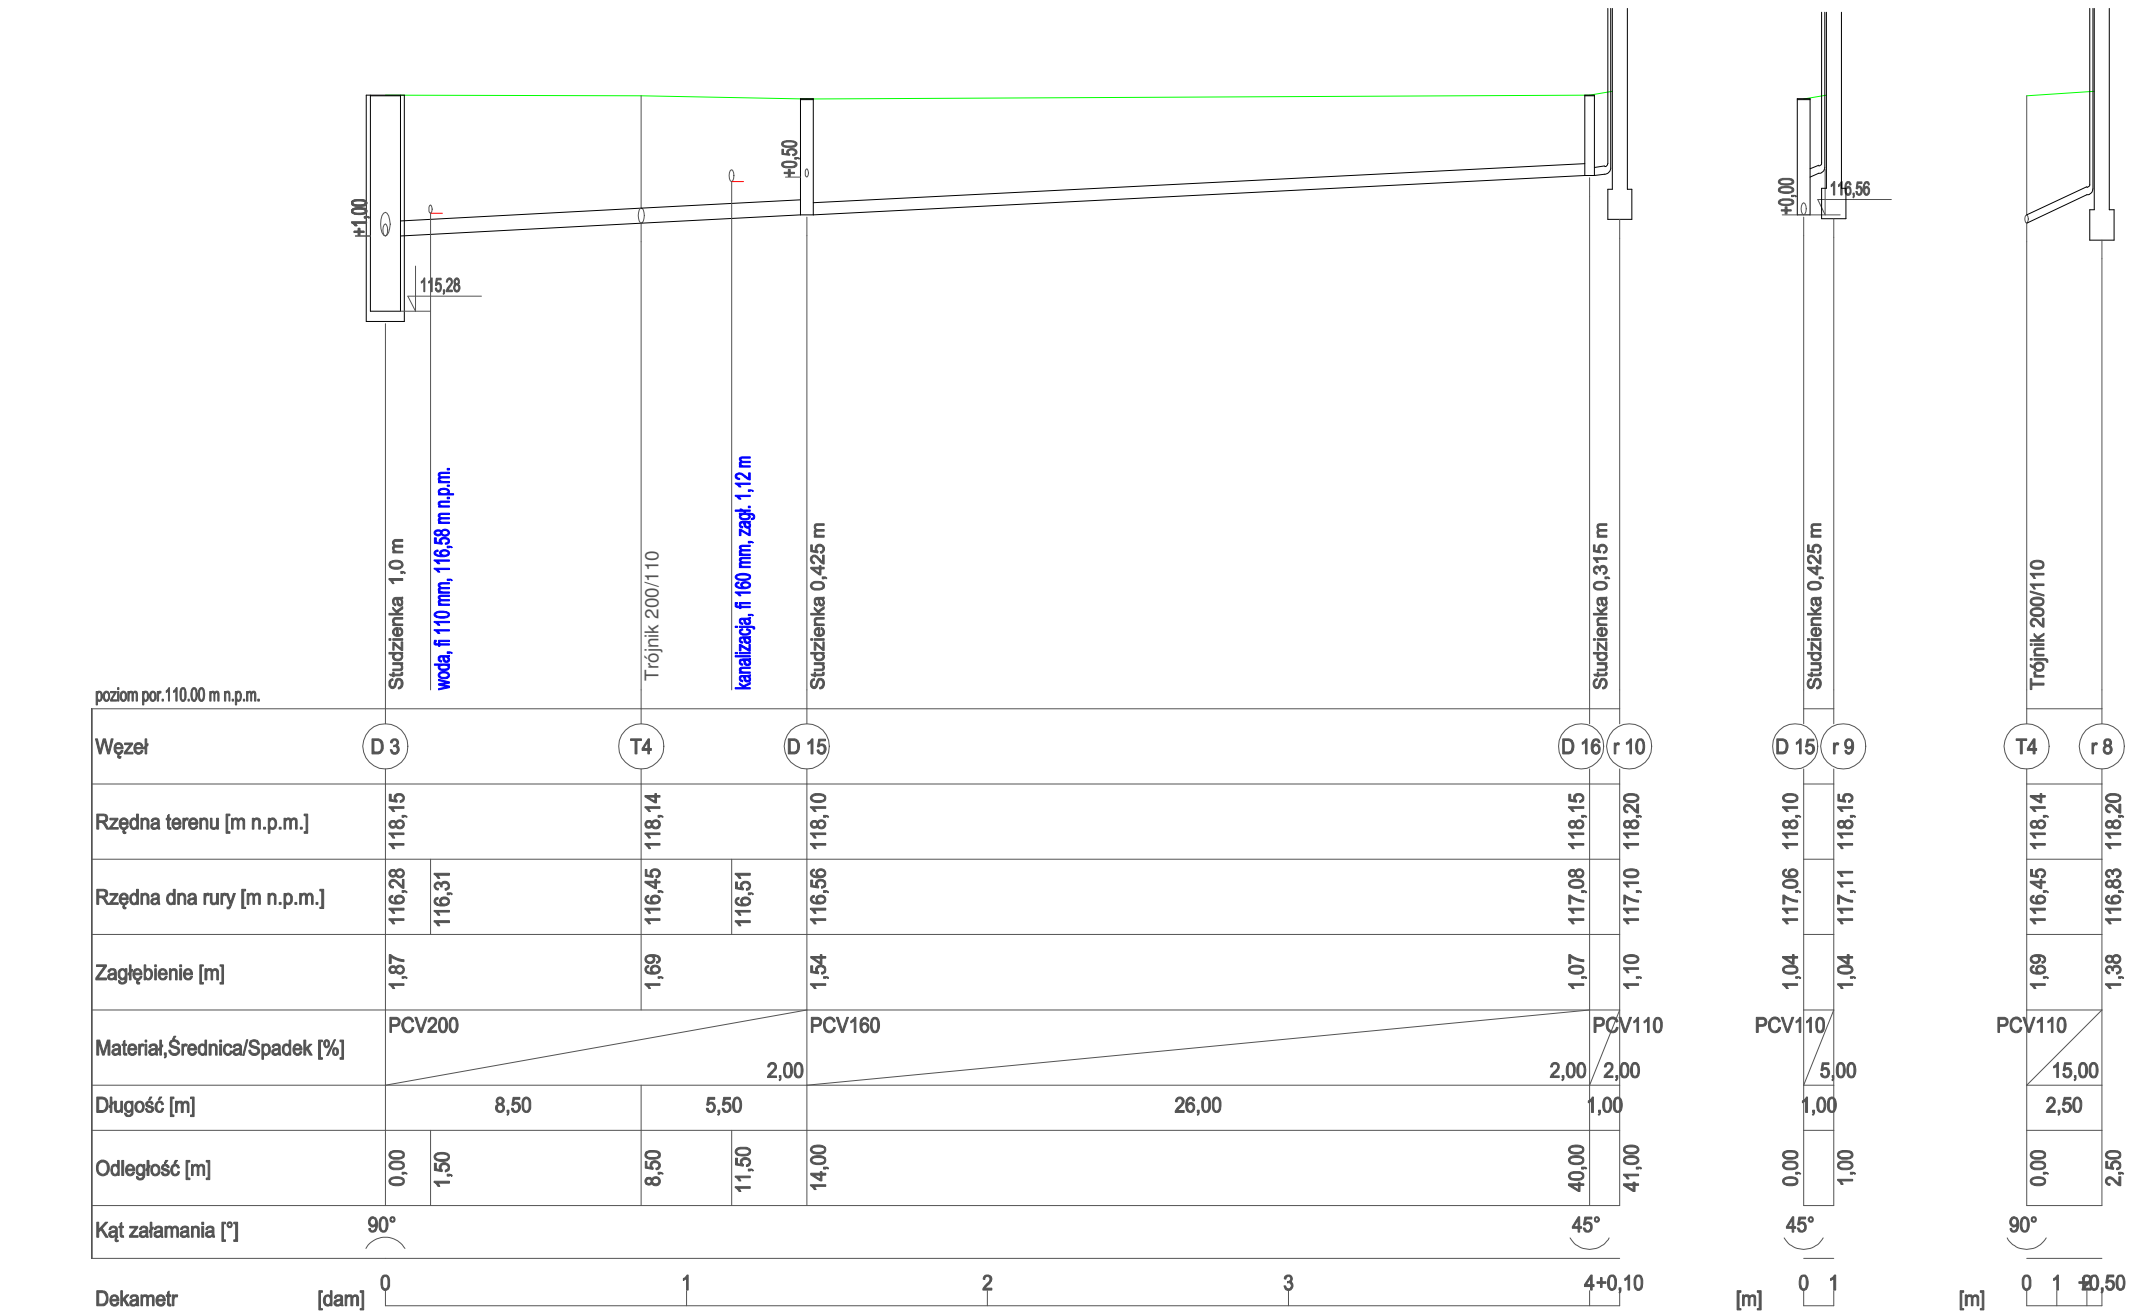 +1,00
115,28
+0,50
+0,00
116,56
Studzienka 1,0 m
woda, fi 110 mm, 116,58 m n.p.m.
Trójnik 200/110
kanalizacja, fi 160 mm, zagł. 1,12 m
Studzienka 0,425 m
Studzienka 0,315 m
Studzienka 0,425 m
Trójnik 200/110
poziom por.110.00 m n.p.m.
Węzeł D 3 T4 D 15 D 16 r 10 D 15 r 9 T4 r 8
Rzędna terenu [m n.p.m.] 118,15 118,14 118,10 118,15 118,20 118,10 118,15 118,14 118,20
Rzędna dna rury [m n.p.m.] 116,28 116,31 116,45 116,51 116,56 117,08 117,10 117,06 117,11 116,45 116,83
Zagłębienie [m] 1,87 1,69 1,54 1,07 1,10 1,04 1,04 1,69 1,38
PCV200 PCV160 PCV110 PCV110 PCV110
Materiał,Średnica/Spadek [%]
2,00 2,00 2,00 5,00 15,00
Długość [m] 8,50 5,50 26,00 1,00 1,00 2,50
Odległość [m] 0,00 1,50 8,50 11,50 14,00 40,00 41,00 0,00 1,00 0,00 2,50
Kąt załamania [°] 90° 45° 45° 90°
0 1 2 3 4+0,10 0 1 0 1 +0,50
Dekametr [dam] [m] [m]